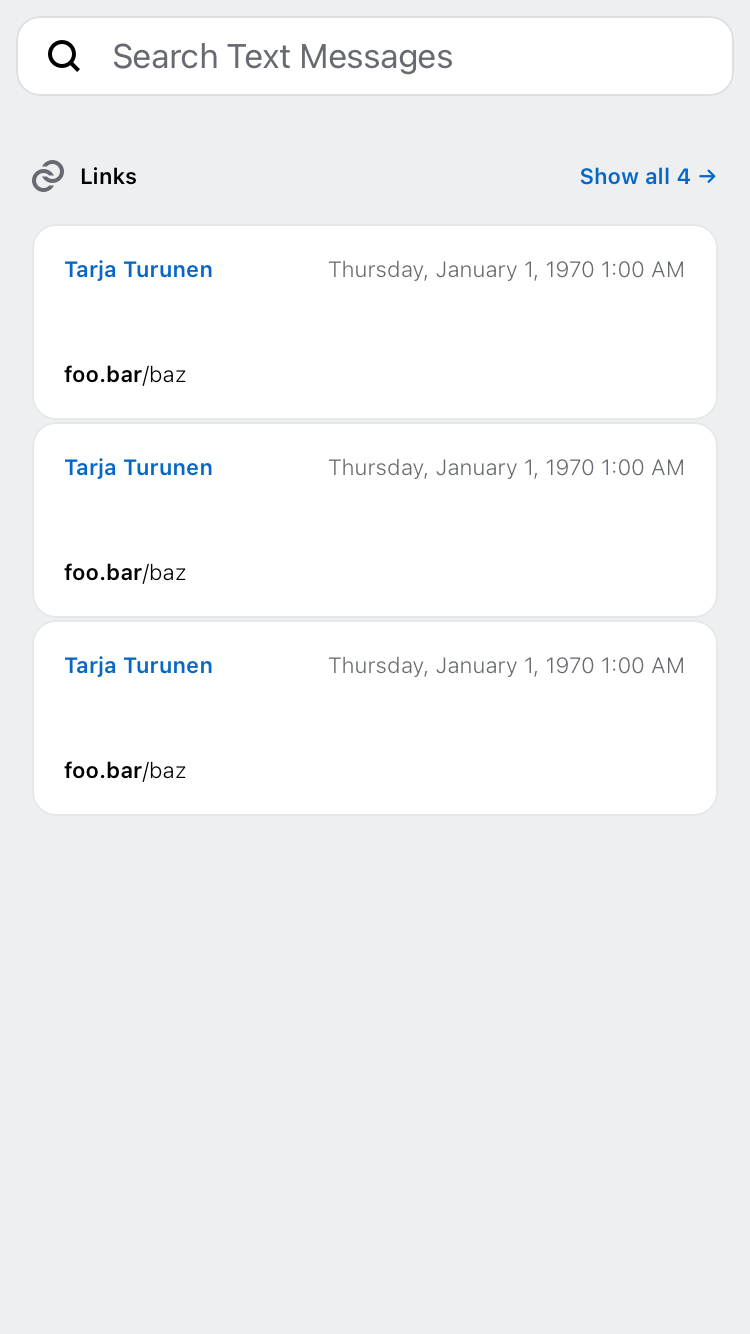 Search Text Messages
Links
Show all 4 →
Tarja Turunen
Thursday, January 1, 1970 1:00 AM
foo.bar/baz
Tarja Turunen
Thursday, January 1, 1970 1:00 AM
foo.bar/baz
Tarja Turunen
Thursday, January 1, 1970 1:00 AM
foo.bar/baz